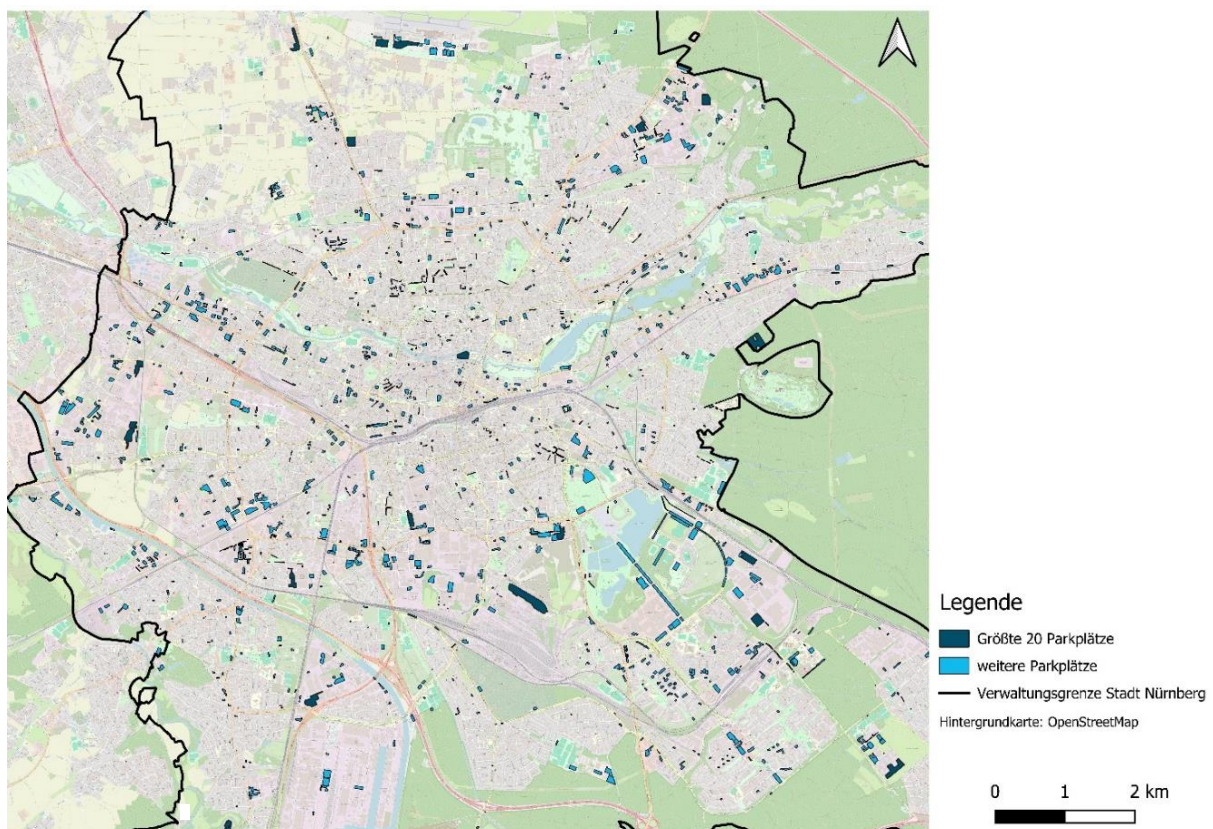 Legende
Größte 20 Parkplätze
weitere Parkplätze
Verwaltungsgrenze Stadt Nürnberg
Hintergrundkarte: OpenStreetMap
0 1 2 km